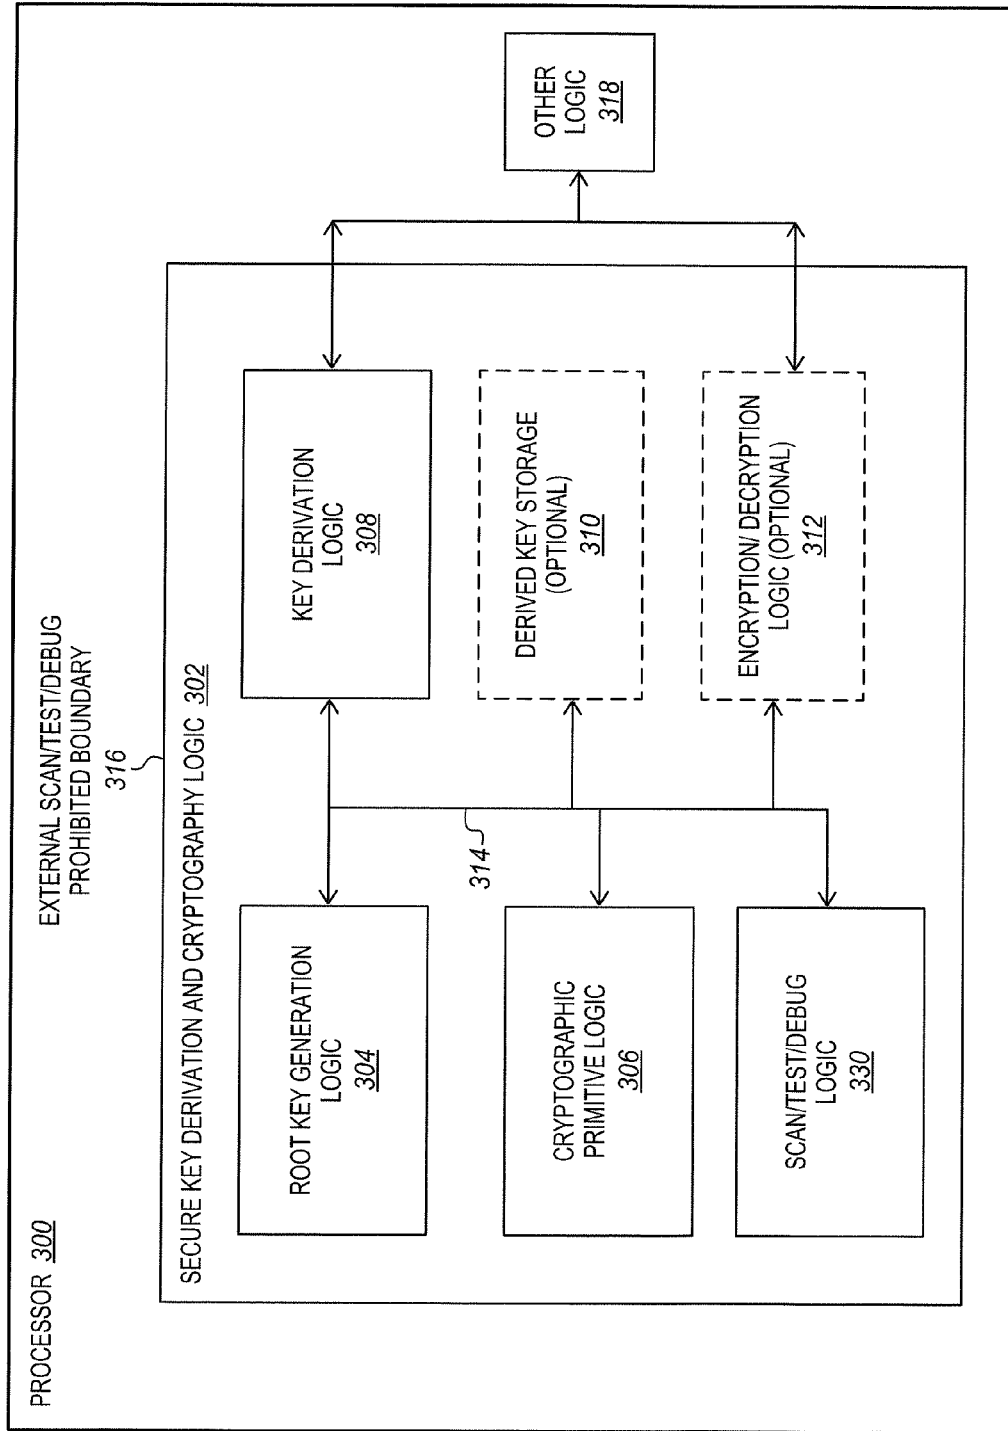 PROCESSOR 300
EXTERNAL SCAN/TEST/DEBUG
PROHIBITED BOUNDARY
316
SECURE KEY DERIVATION AND CRYPTOGRAPHY LOGIC 302
ROOT KEY GENERATION
LOGIC
304
KEY DERIVATION
LOGIC
308
314
CRYPTOGRAPHIC
PRIMITIVE LOGIC
306
DERIVED KEY STORAGE
(OPTIONAL)
310
OTHER
LOGIC
318
SCAN/TEST/DEBUG
LOGIC
330
ENCRYPTION/ DECRYPTION
LOGIC (OPTIONAL)
312